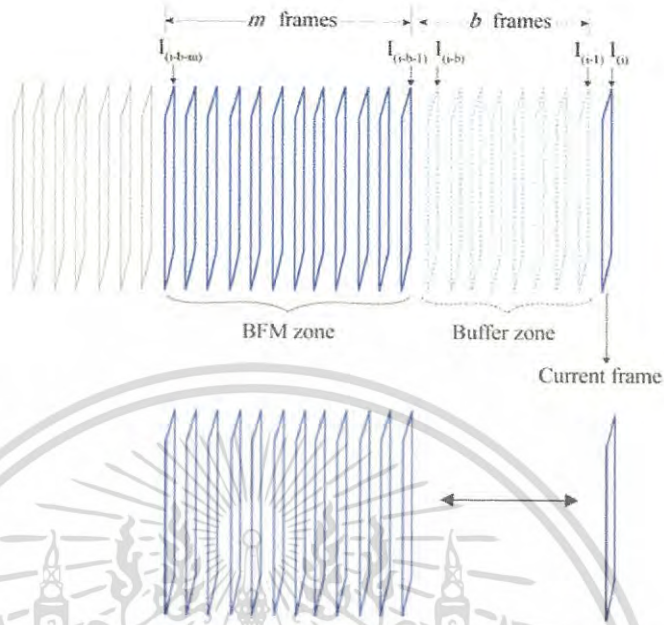 m frames b frames
I(i-b-m) I(i-b-1) I(i-b) I(i-1) I(i)
BFM zone Buffer zone
Current frame